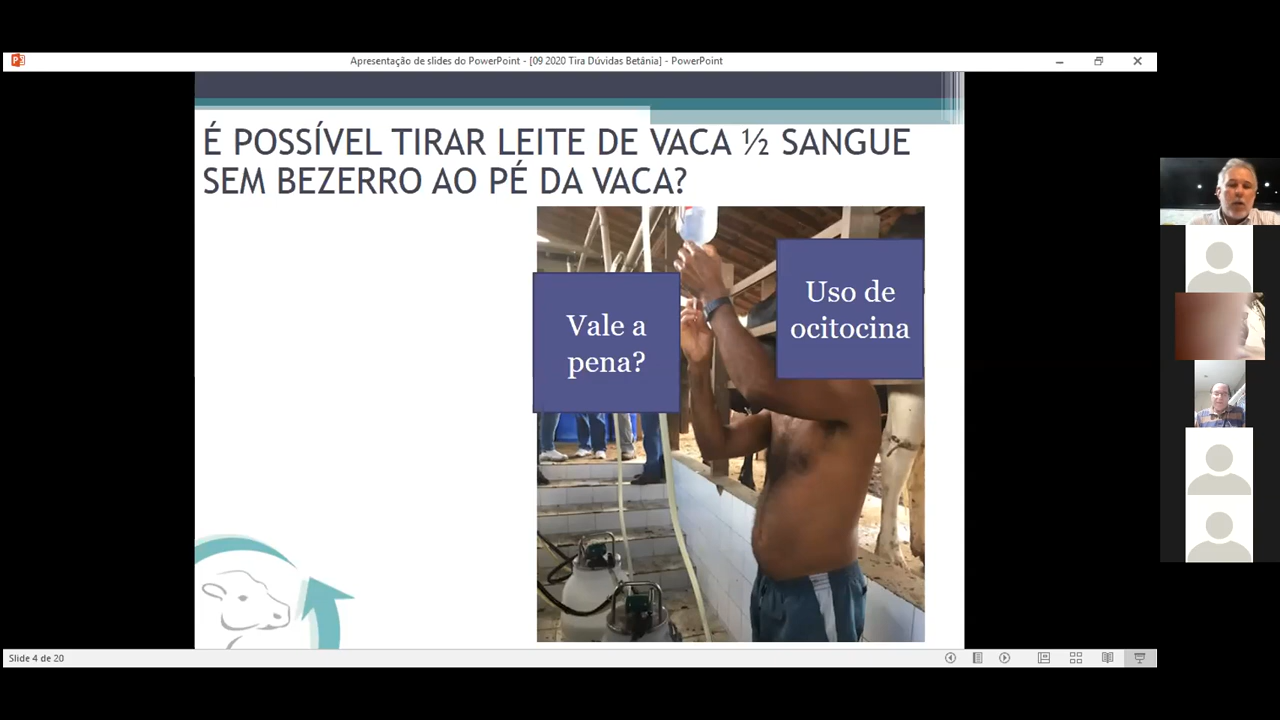 Apresentação de slides do PowerPoint - [09 2020 Tira Dúvidas Betânia] - PowerPoint
É POSSÍVEL TIRAR LEITE DE VACA ½ SANGUE
SEM BEZERRO AO PÉ DA VACA?
Vale a
pena?
Uso de
ocitocina
Slide 4 de 20